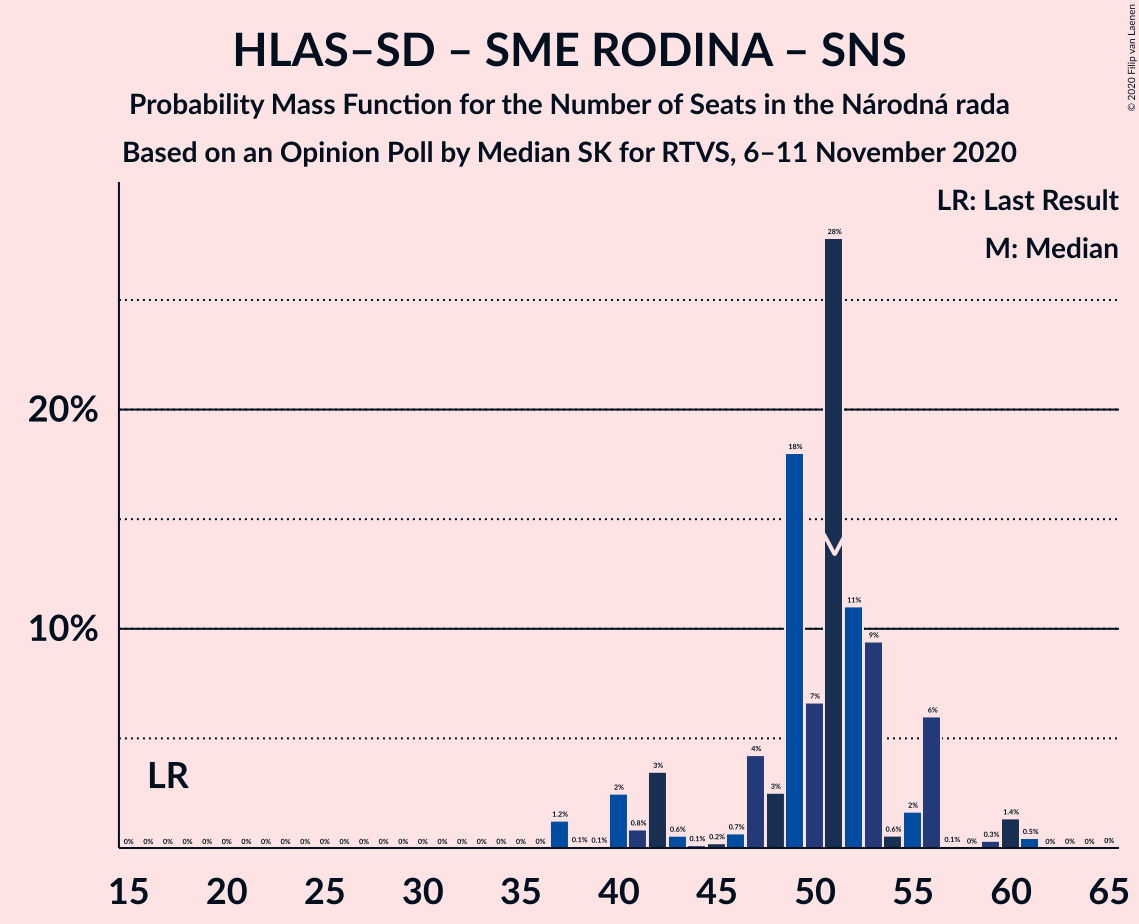 HLAS–SD – SME RODINA – SNS
Probability Mass Function for the Number of Seats in the Národná rada
Based on an Opinion Poll by Median SK for RTVS, 6–11 November 2020
© 2020 Filip van Laenen
LR: Last Result
M: Median
20%
10%
LR
0% 0% 0% 0% 0% 0% 0% 0% 0% 0% 0% 0% 0% 0% 0% 0% 0% 0% 0% 0% 0% 0% 1.2% 0.1% 0.1% 2% 0.8% 3% 0.6% 0.1% 0.2% 0.7% 4% 3% 18% 7% 28% 11% 9% 0.6% 2% 6% 0.1% 0% 0.3% 1.4% 0.5% 0% 0% 0% 0%
15 20 25 30 35 40 45 50 55 60 65